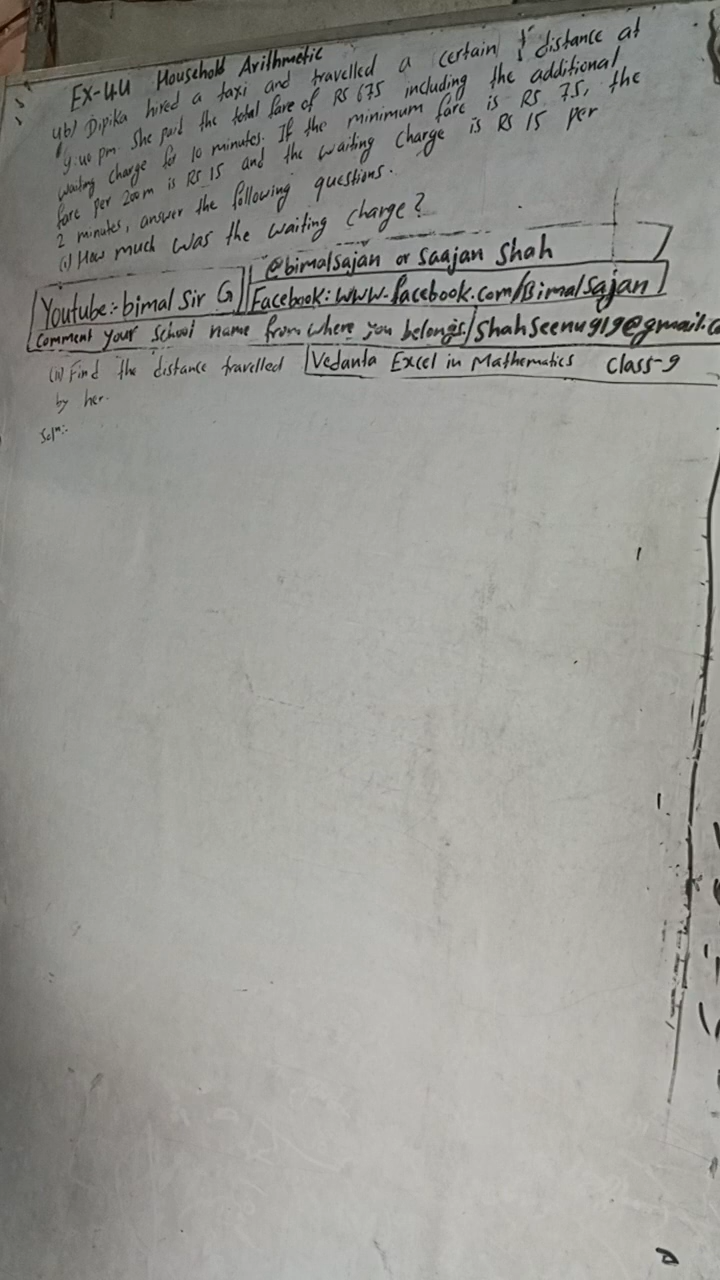 Ex-4.4 Household Arithmetic
4b) Dipika hired a taxi and travelled a certain distance at
9:40 pm. She paid the total fare of RS 675 including the additional
waiting charge for 10 minutes. If the minimum fare is RS 75, the
fare per 200m is RS 15 and the waiting charge is RS 15 per
2 minutes, answer the following questions.
(i) How much was the waiting charge?
@bimalsajan or Saajan Shah
Youtube:- bimal Sir G
Facebook: www.facebook.com/Bimalsajan
Comment your School name from where you belongs/
Shahseenu919@gmail.c
(ii) Find the distance travelled
by her.
Vedanta Excel in Mathematics Class-9
Solⁿ:-